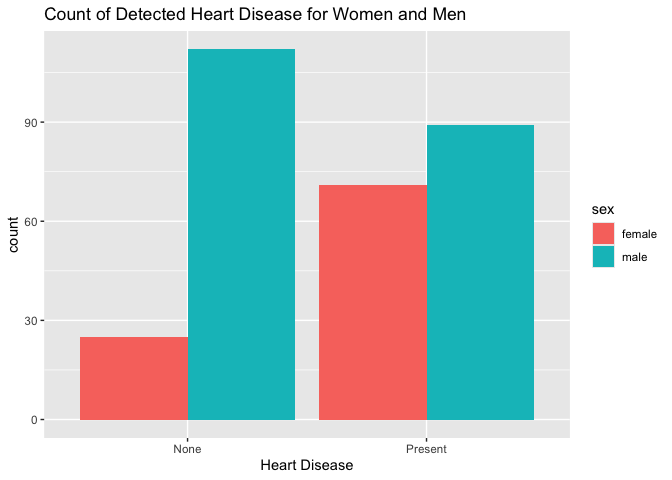 Count of Detected Heart Disease for Women and Men
count
90
60
30
0
None
Present
Heart Disease
sex
female
male